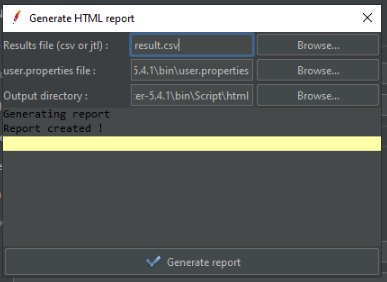 Generate HTML report
Results file (csv or jtl) : result.csv Browse...
user.properties file : 5.4.1\bin\user.properties Browse...
Output directory : ter-5.4.1\bin\Script\html Browse...
Generating report
Report created !
Generate report